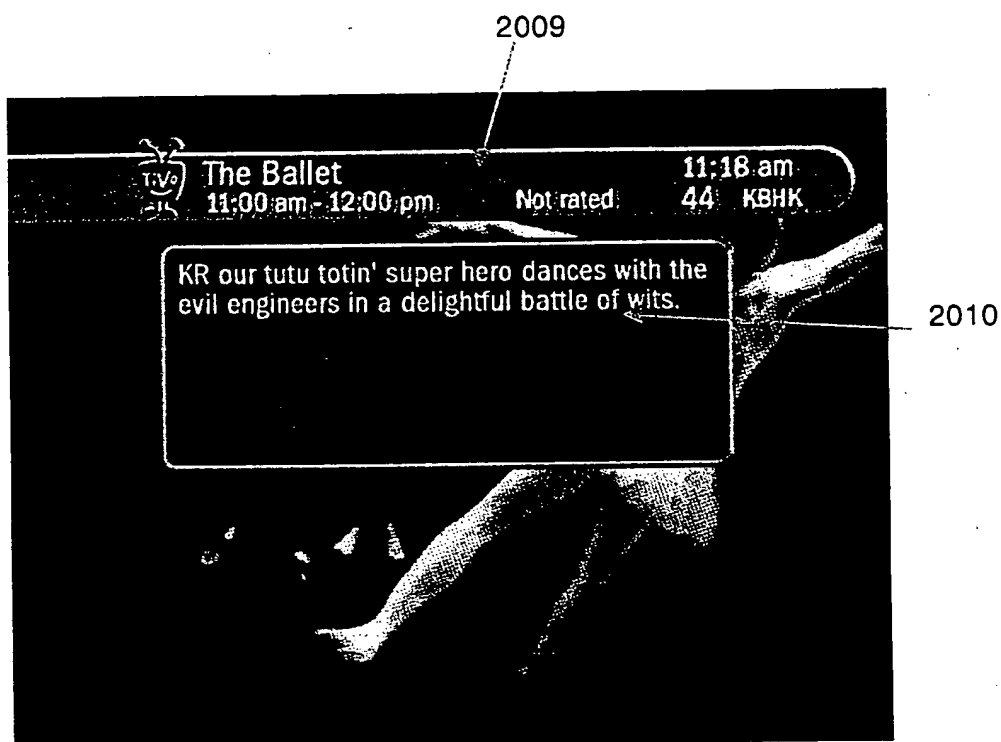 2009
TiVo
The Ballet
11:18 am
11:00 am - 12:00 pm
Not rated
44 KBHK
KR our tutu totin' super hero dances with the
evil engineers in a delightful battle of wits.
2010